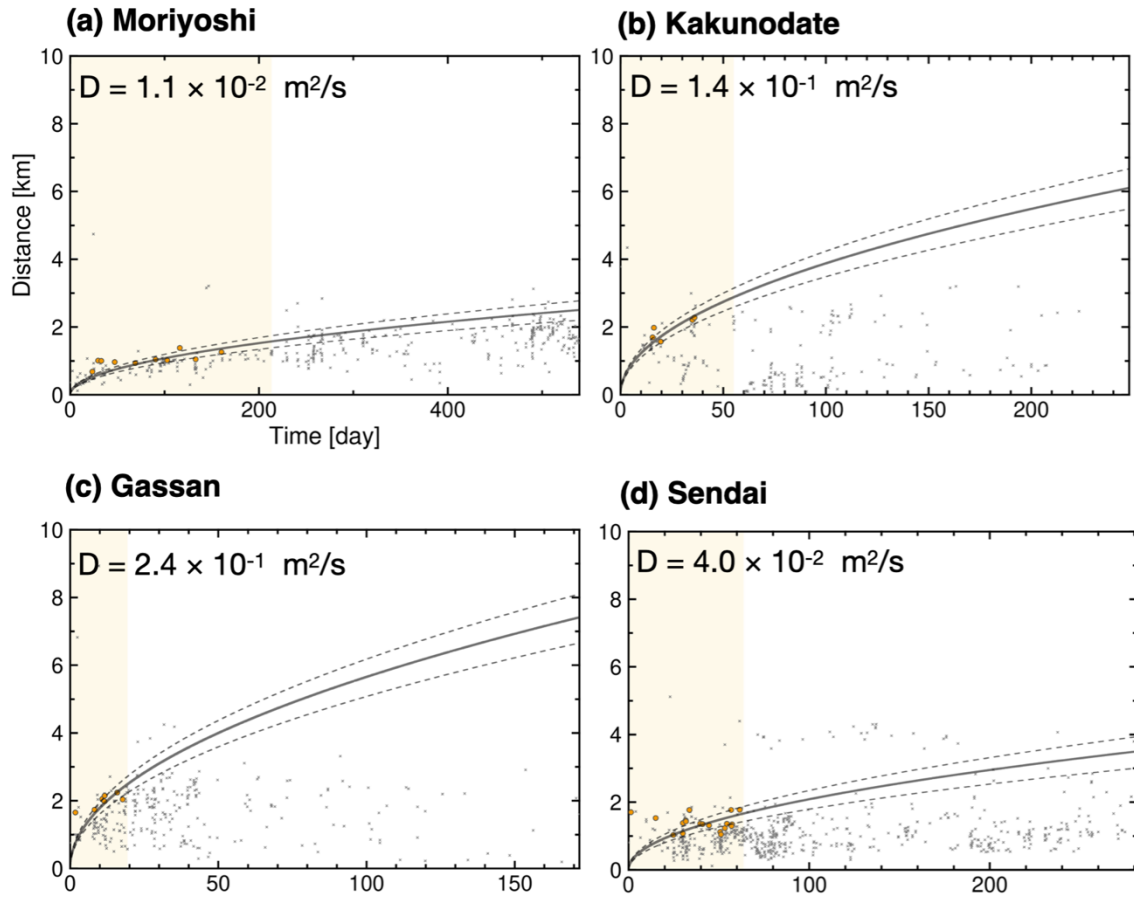 (a) Moriyoshi
D = 1.1 × 10-2 m2/s
10
8
6
4
2
0
Distance [km]
0 200 400
Time [day]
(b) Kakunodate
D = 1.4 × 10-1 m2/s
10
8
6
4
2
0
0 50 100 150 200
(c) Gassan
D = 2.4 × 10-1 m2/s
10
8
6
4
2
0
0 50 100 150
(d) Sendai
D = 4.0 × 10-2 m2/s
10
8
6
4
2
0
0 100 200